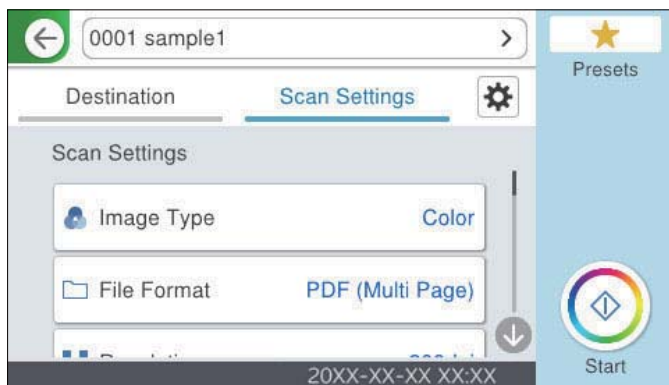 0001 sample1
Presets
Destination
Scan Settings
Scan Settings
Image Type
Color
File Format
PDF (Multi Page)
20XX-XX-XX XX:XX
Start